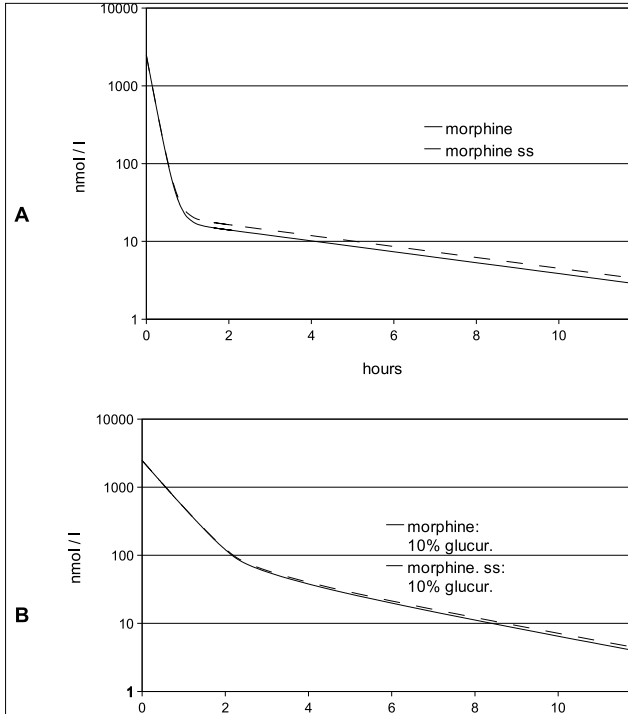 10000
1000
100
10
1
nmol / l
A
morphine
morphine ss
0
2
4
6
8
10
hours
10000
1000
100
10
1
nmol / l
B
morphine:
10% glucur.
morphine. ss:
10% glucur.
0
2
4
6
8
10